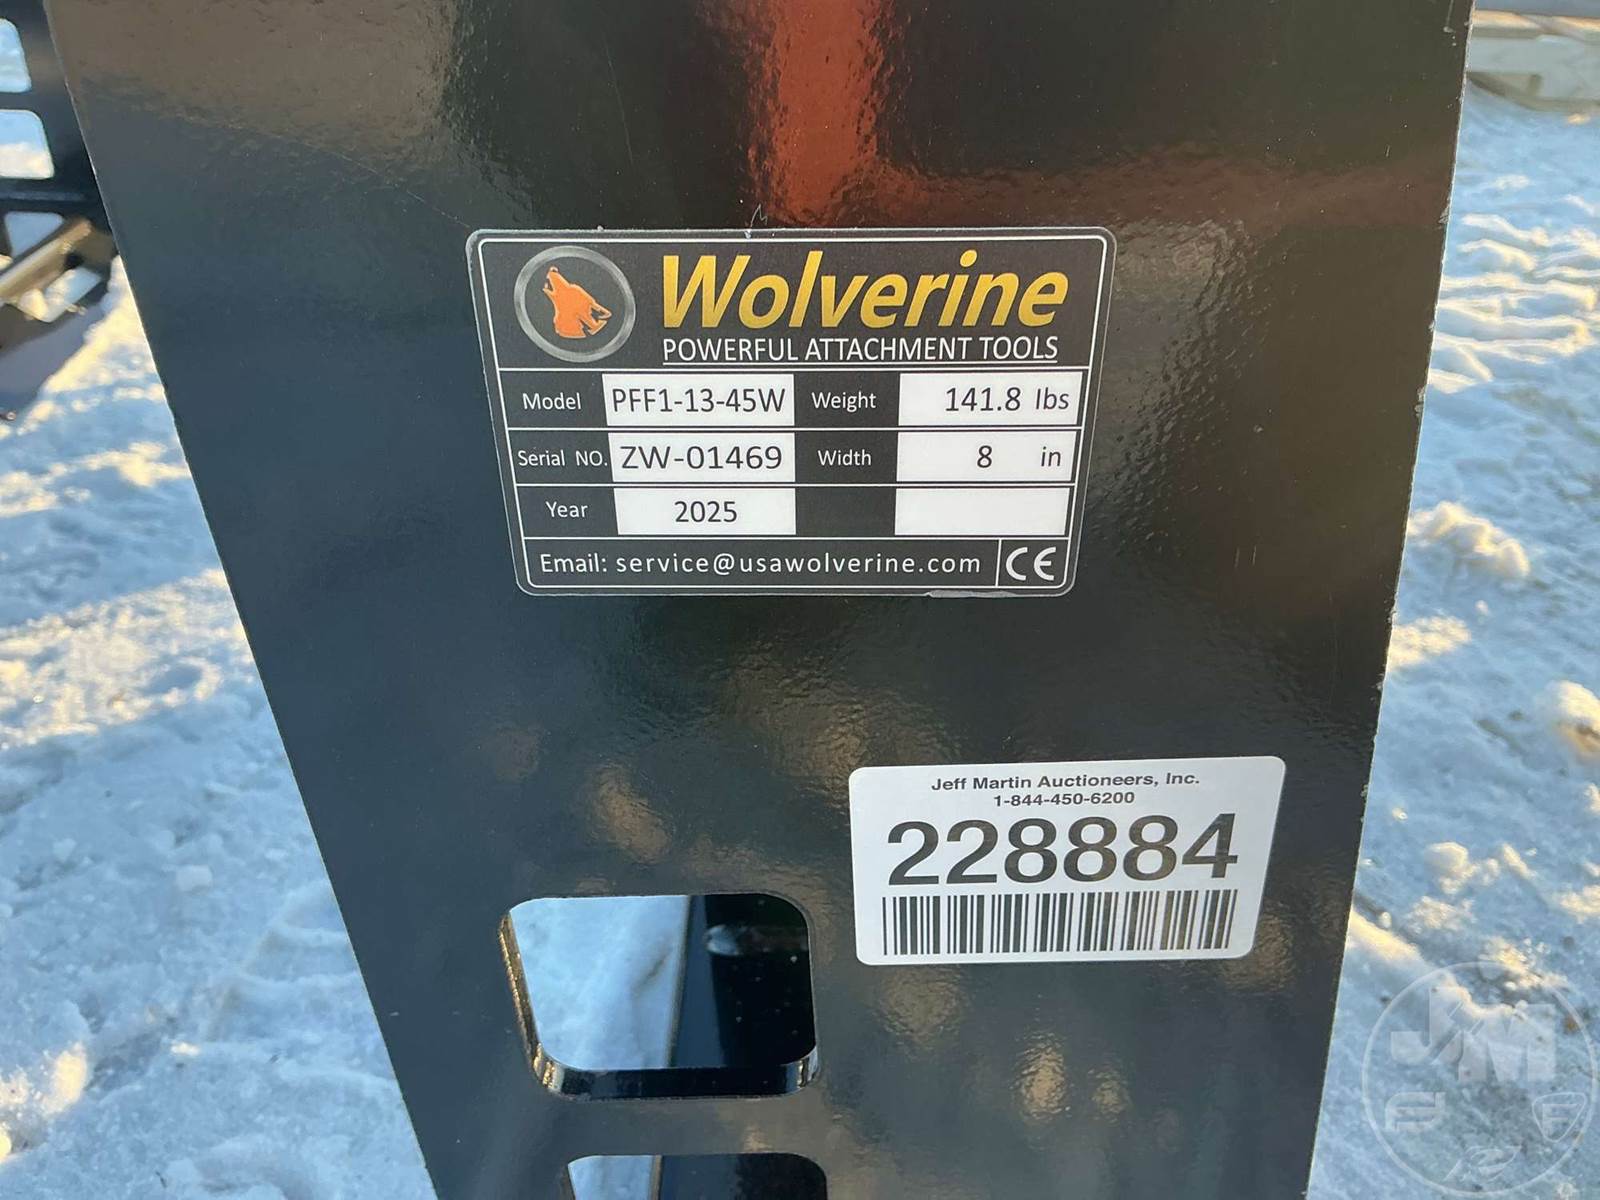 Wolverine
POWERFUL ATTACHMENT TOOLS
Model PFF1-13-45W Weight 141.8 lbs
Serial NO. ZW-01469 Width 8 in
Year 2025
Email: service@usawolverine.com CE
Jeff Martin Auctioneers, Inc.
1-844-450-6200
228884
JM